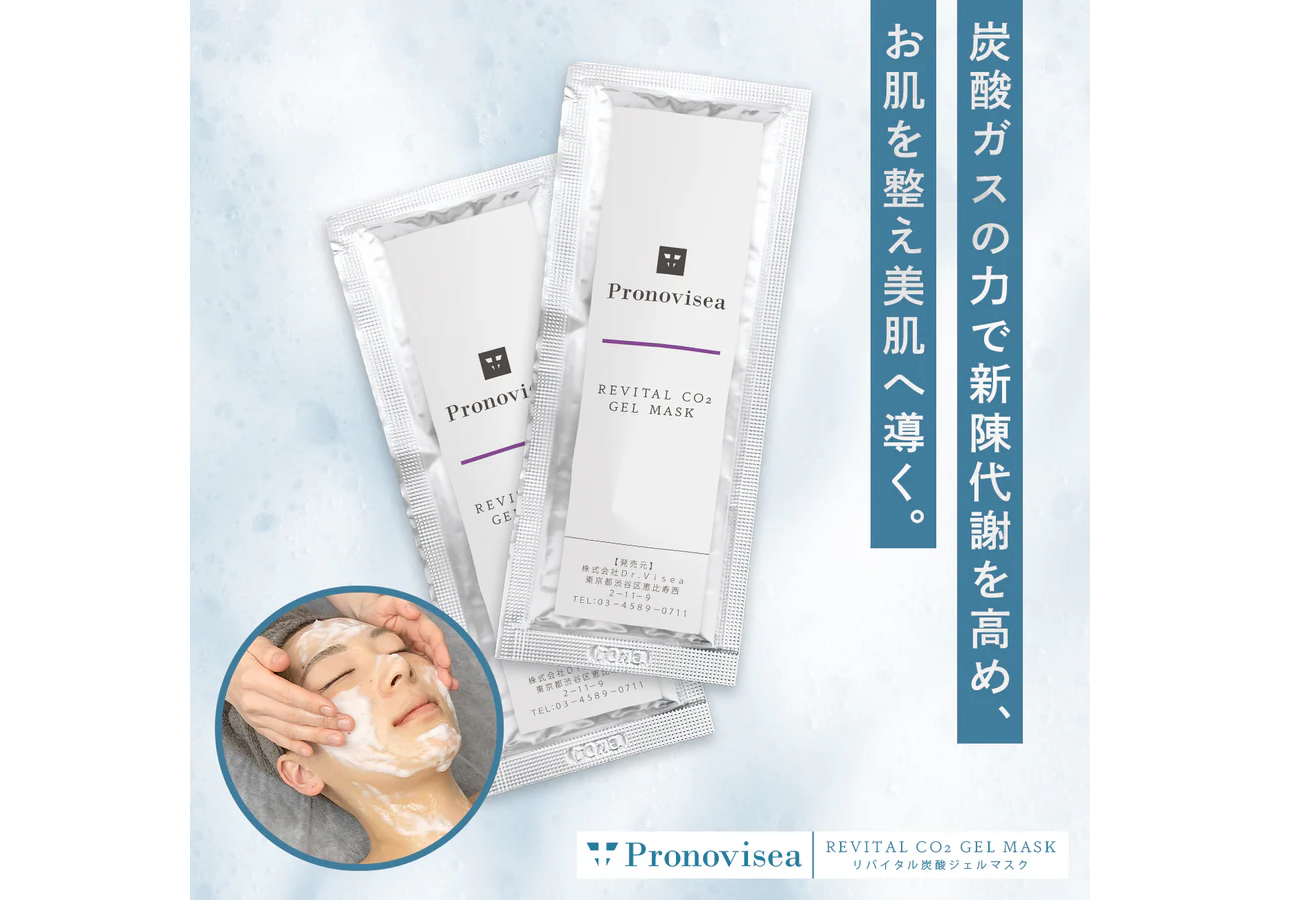 炭酸ガスの力で新陳代謝を高め、
お肌を整え美肌へ導く。
Pronovisea
REVITAL CO2
GEL MASK
【発売元】
株式会社Dr.Visea
東京都渋谷区恵比寿西
2−11−9
TEL:03−4589−0711
Pronovi
REVI
GEL
株式会社D
東京都渋谷区恵比
2−11−9
TEL:03−4589−0711
Pronovisea
REVITAL CO2 GEL MASK
リバイタル炭酸ジェルマスク